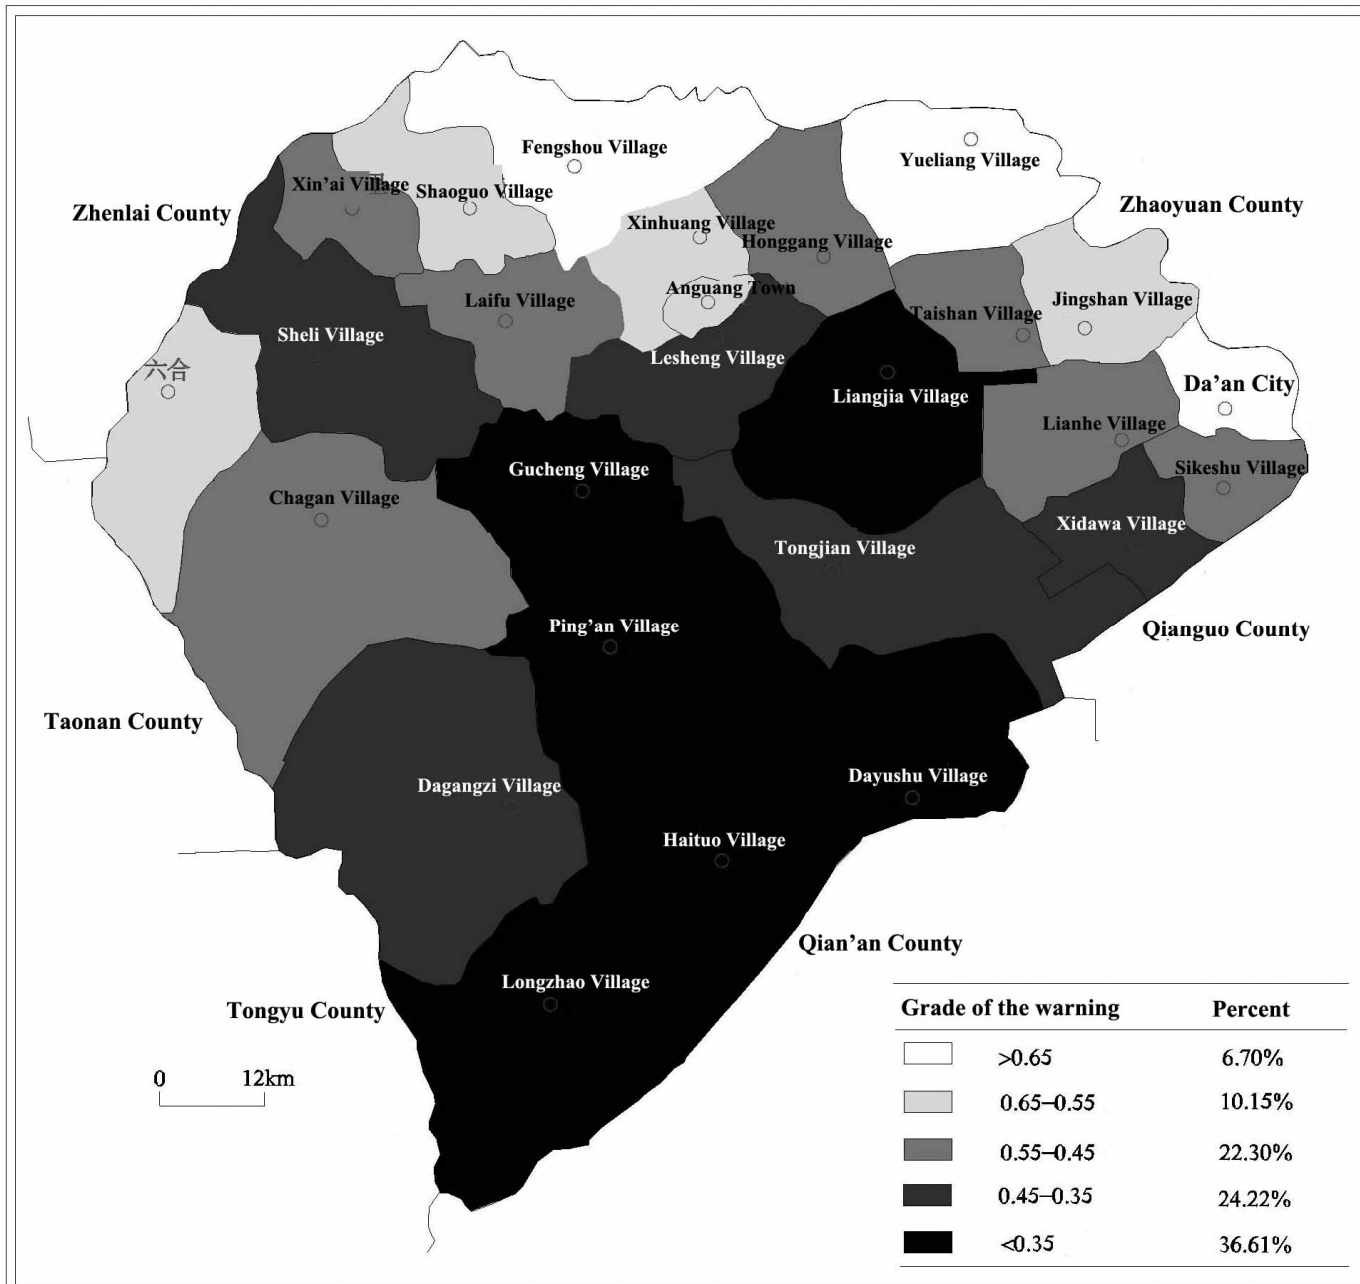 Fengshou Village
Yueliang Village
Xin'ai Village
Shaoguo Village
Zhenlai County
Zhaoyuan County
Xinhuang Village
Honggang Village
Anguang Town
Laifu Village
Taishan Village
Jingshan Village
Sheli Village
Lesheng Village
六合
Liangjia Village
Da'an City
Lianhe Village
Gucheng Village
Sikeshu Village
Chagan Village
Xidawa Village
Tongjian Village
Ping'an Village
Qianguo County
Taonan County
Dagangzi Village
Dayushu Village
Haituo Village
Qian'an County
Longzhao Village
Tongyu County
0 12km
Grade of the warning Percent
>0.65 6.70%
0.65–0.55 10.15%
0.55–0.45 22.30%
0.45–0.35 24.22%
<0.35 36.61%